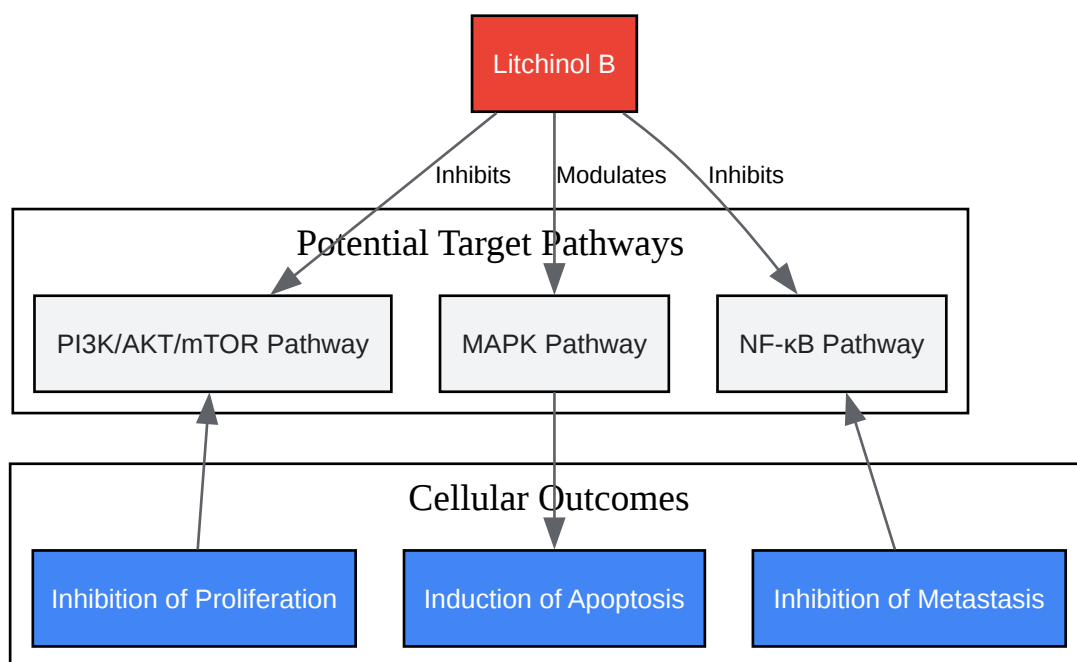 Litchinol B
Inhibits
Modulates
Inhibits
Potential Target Pathways
PI3K/AKT/mTOR Pathway
MAPK Pathway
NF-κB Pathway
Cellular Outcomes
Inhibition of Proliferation
Induction of Apoptosis
Inhibition of Metastasis